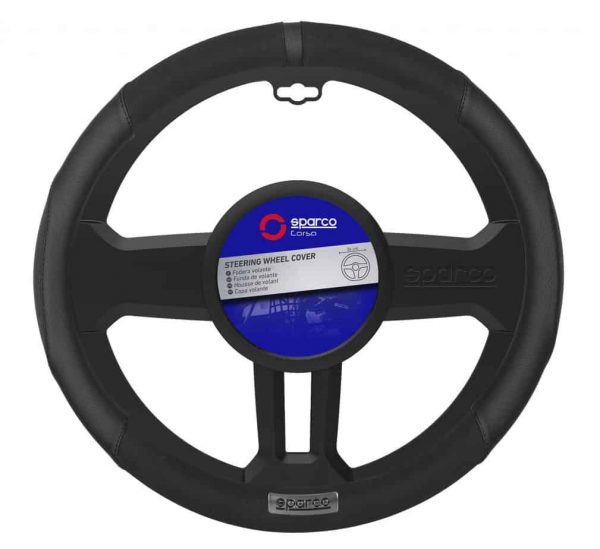 sparco
Corsa
STEERING WHEEL COVER
Fodera volante
Funda de volante
Housse de volant
Capa volante
sparco
sparco